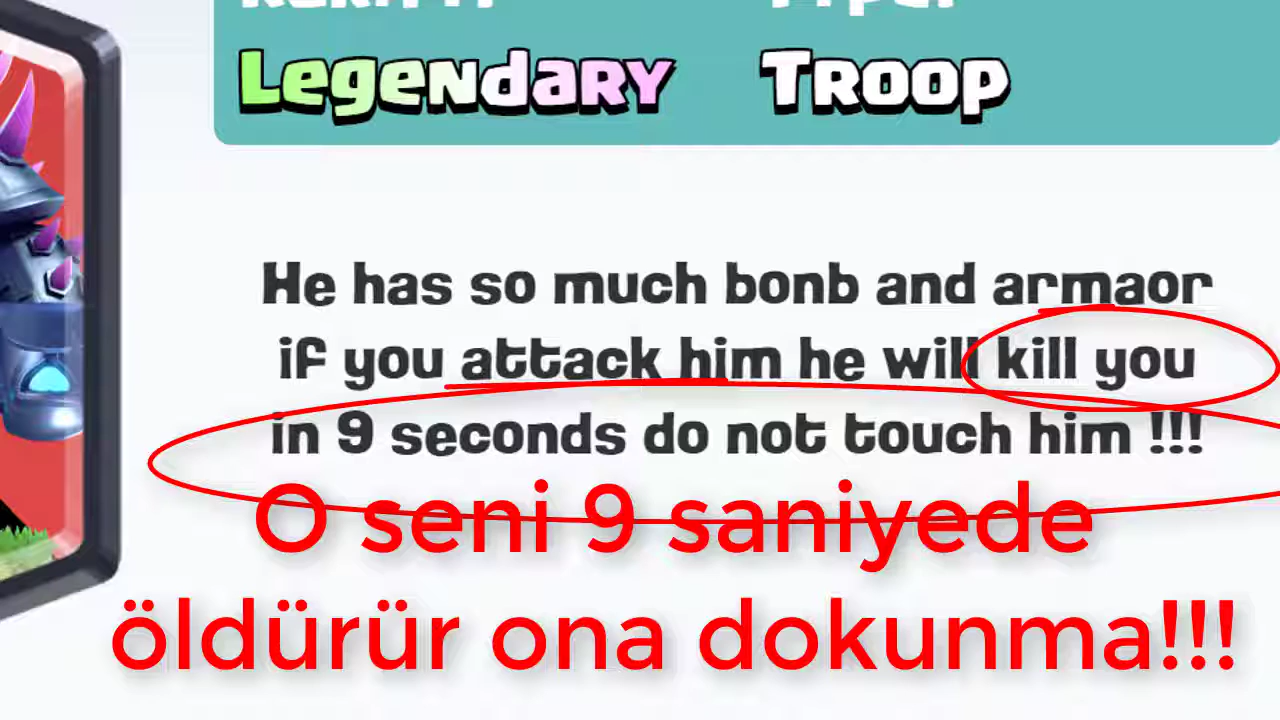 Legendary Troop
He has so much bonb and armaor
if you attack him he will kill you
in 9 seconds do not touch him !!!
O seni 9 saniyede
öldürür ona dokunma!!!